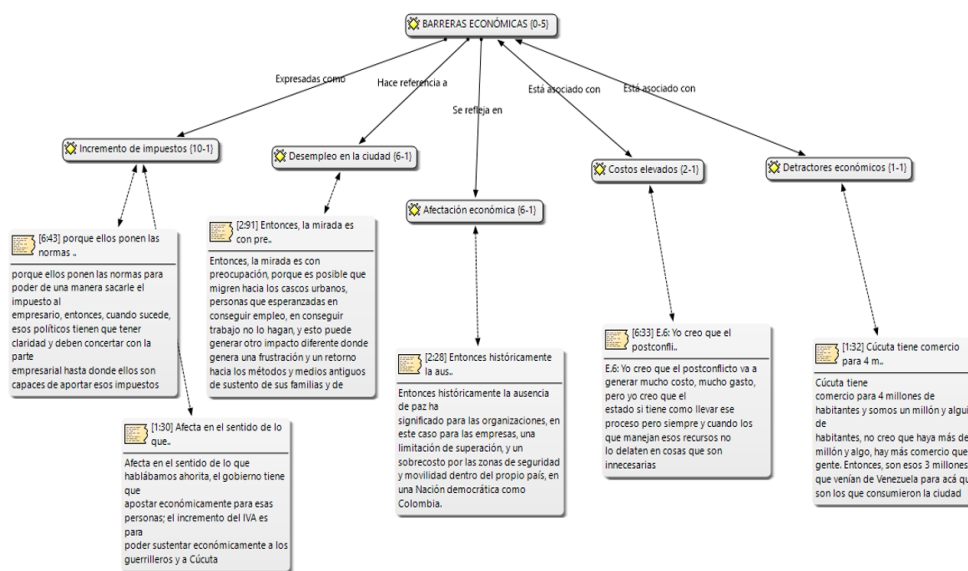 BARRERAS ECONÓMICAS {0-5}
Expresadas como
Hace referencia a
Se refleja en
Está asociado con
Está asociado con
Incremento de impuestos {10-1}
Desempleo en la ciudad {6-1}
Afectación económica {6-1}
Costos elevados {2-1}
Detractores económicos {1-1}
[6:43] porque ellos ponen las
normas ..
porque ellos ponen las normas para
poder de una manera sacarle el
impuesto al
empresario, entonces, cuando sucede,
esos políticos tienen que tener
claridad y deben concertar con la
parte
empresarial hasta donde ellos son
capaces de aportar esos impuestos
[2:91] Entonces, la mirada es
con pre..
Entonces, la mirada es con
preocupación, porque es posible que
migren hacia los cascos urbanos,
personas que esperanzadas en
conseguir empleo, en conseguir
trabajo no lo hagan, y esto puede
generar otro impacto diferente donde
genera una frustración y un retorno
hacia los métodos y medios antiguos
de sustento de sus familias y de
[2:28] Entonces históricamente
la aus..
Entonces históricamente la ausencia
de paz ha
significado para las organizaciones, en
este caso para las empresas, una
limitación de superación, y un
sobrecosto por las zonas de seguridad
y movilidad dentro del propio país, en
una Nación democrática como
Colombia.
[6:33] E.6: Yo creo que el
postconfli..
E.6: Yo creo que el postconflicto va a
generar mucho costo, mucho gasto,
pero yo creo que el
estado si tiene como llevar ese
proceso pero siempre y cuando los
que manejan esos recursos no
lo delaten en cosas que son
innecesarias
[1:32] Cúcuta tiene comercio
para 4 m..
Cúcuta tiene
comercio para 4 millones de
habitantes y somos un millón y algui
de
habitantes, no creo que haya más de
millón y algo, hay más comercio que
gente. Entonces, son esos 3 millones
que venían de Venezuela para acá qu
son los que consumieron la ciudad
[1:30] Afecta en el sentido de lo
que..
Afecta en el sentido de lo que
hablábamos ahorita, el gobierno tiene
que
apostar económicamente para esas
personas; el incremento del IVA es
para
poder sustentar económicamente a los
guerrilleros y a Cúcuta